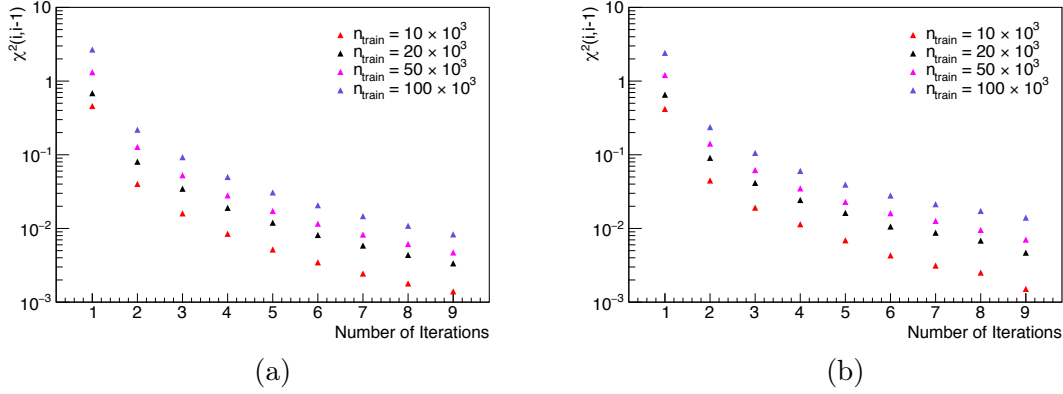 χ²(i,i-1)
10
1
10⁻¹
10⁻²
10⁻³
n_train = 10 × 10³
n_train = 20 × 10³
n_train = 50 × 10³
n_train = 100 × 10³
1 2 3 4 5 6 7 8 9
Number of Iterations
(a)
χ²(i,i-1)
10
1
10⁻¹
10⁻²
10⁻³
n_train = 10 × 10³
n_train = 20 × 10³
n_train = 50 × 10³
n_train = 100 × 10³
1 2 3 4 5 6 7 8 9
Number of Iterations
(b)